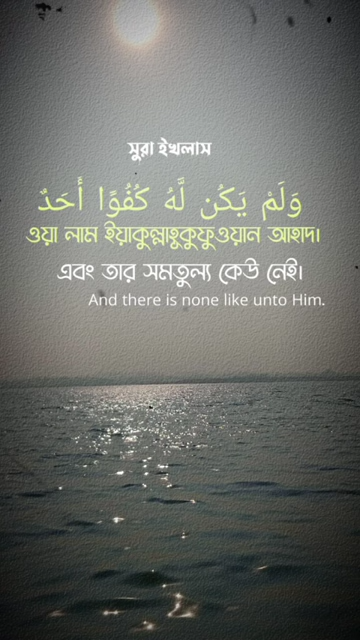 সুরা ইখলাস
وَلَمْ يَكُن لَّهُ كُفُوًا أَحَدٌ
ওয়া লাম ইয়াকুল্লাহূকুফুওয়ান আহাদ।
এবং তার সমতুল্য কেউ নেই।
And there is none like unto Him.